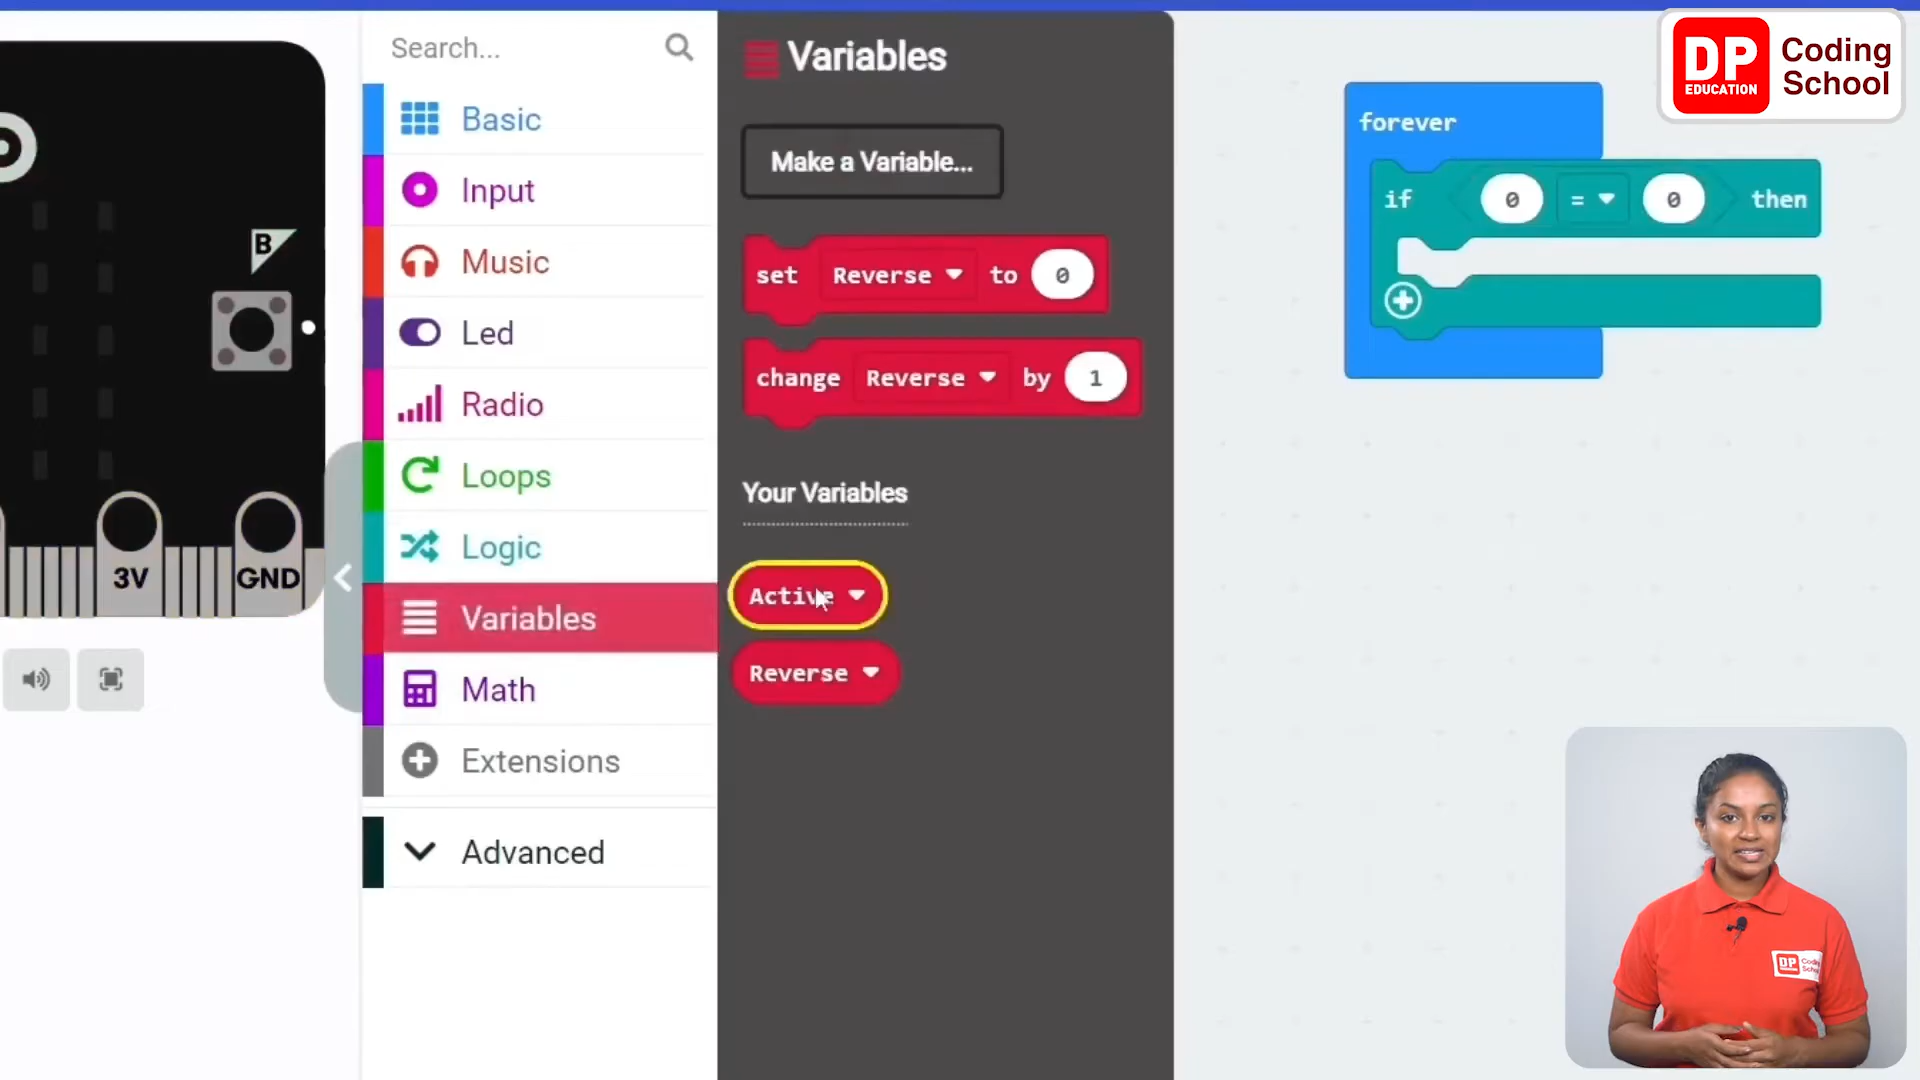 Search...
Variables
DP
EDUCATION
Coding
School
Basic
Make a Variable...
forever
Input
if 0 = 0 then
B
Music
set Reverse to 0
Led
change Reverse by 1
Radio
Loops
Your Variables
Logic
3V
GND
Active
Variables
Reverse
Math
Extensions
Advanced
DP